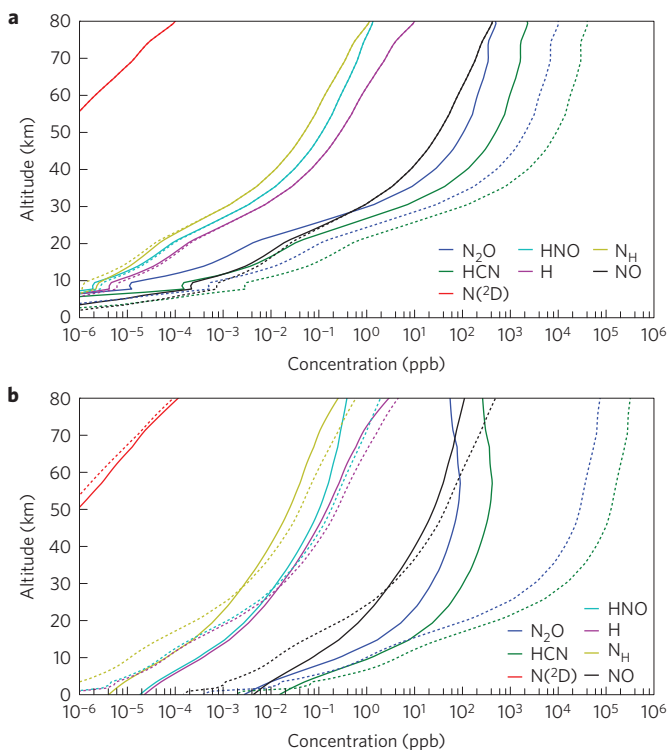 a
80
70
60
50
40
30
20
10
0
Altitude (km)
10⁻⁶ 10⁻⁵ 10⁻⁴ 10⁻³ 10⁻² 10⁻¹ 10⁰ 10¹ 10² 10³ 10⁴ 10⁵ 10⁶
Concentration (ppb)
N₂O HNO N_H
HCN H NO
N(²D)
b
80
70
60
50
40
30
20
10
0
Altitude (km)
10⁻⁶ 10⁻⁵ 10⁻⁴ 10⁻³ 10⁻² 10⁻¹ 10⁰ 10¹ 10² 10³ 10⁴ 10⁵ 10⁶
Concentration (ppb)
HNO
N₂O H
HCN N_H
N(²D) NO